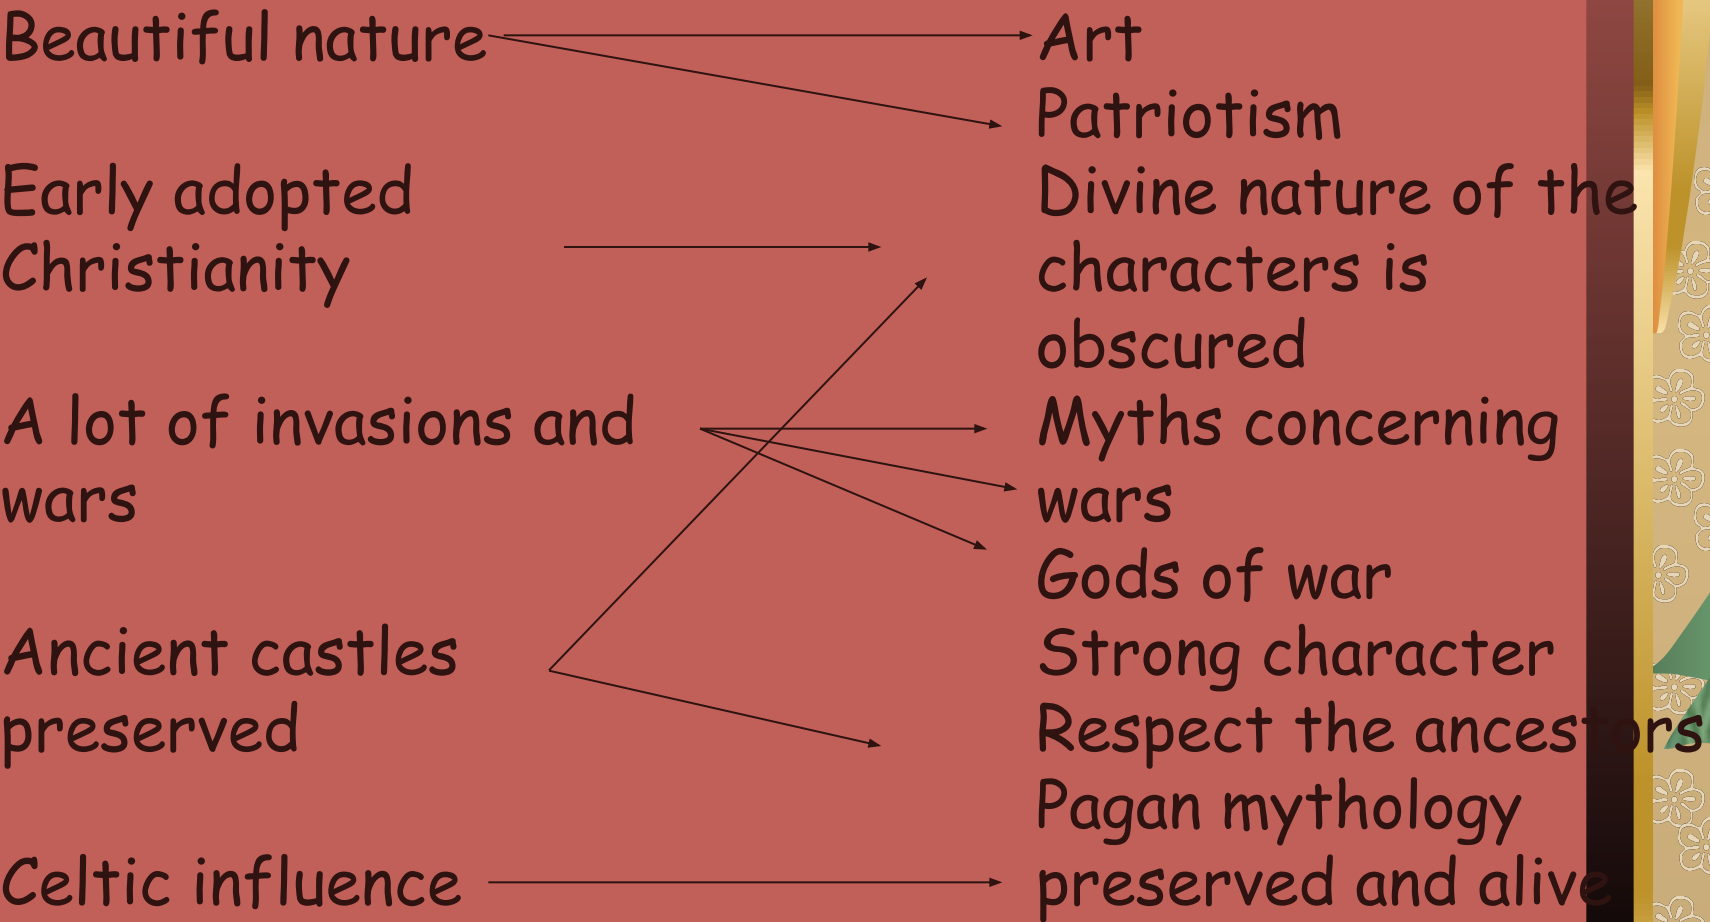 Beautiful nature
Early adopted
Christianity
A lot of invasions and
wars
Ancient castles
preserved
Celtic influence
Art
Patriotism
Divine nature of the
characters is
obscured
Myths concerning
wars
Gods of war
Strong character
Respect the ancestors
Pagan mythology
preserved and alive